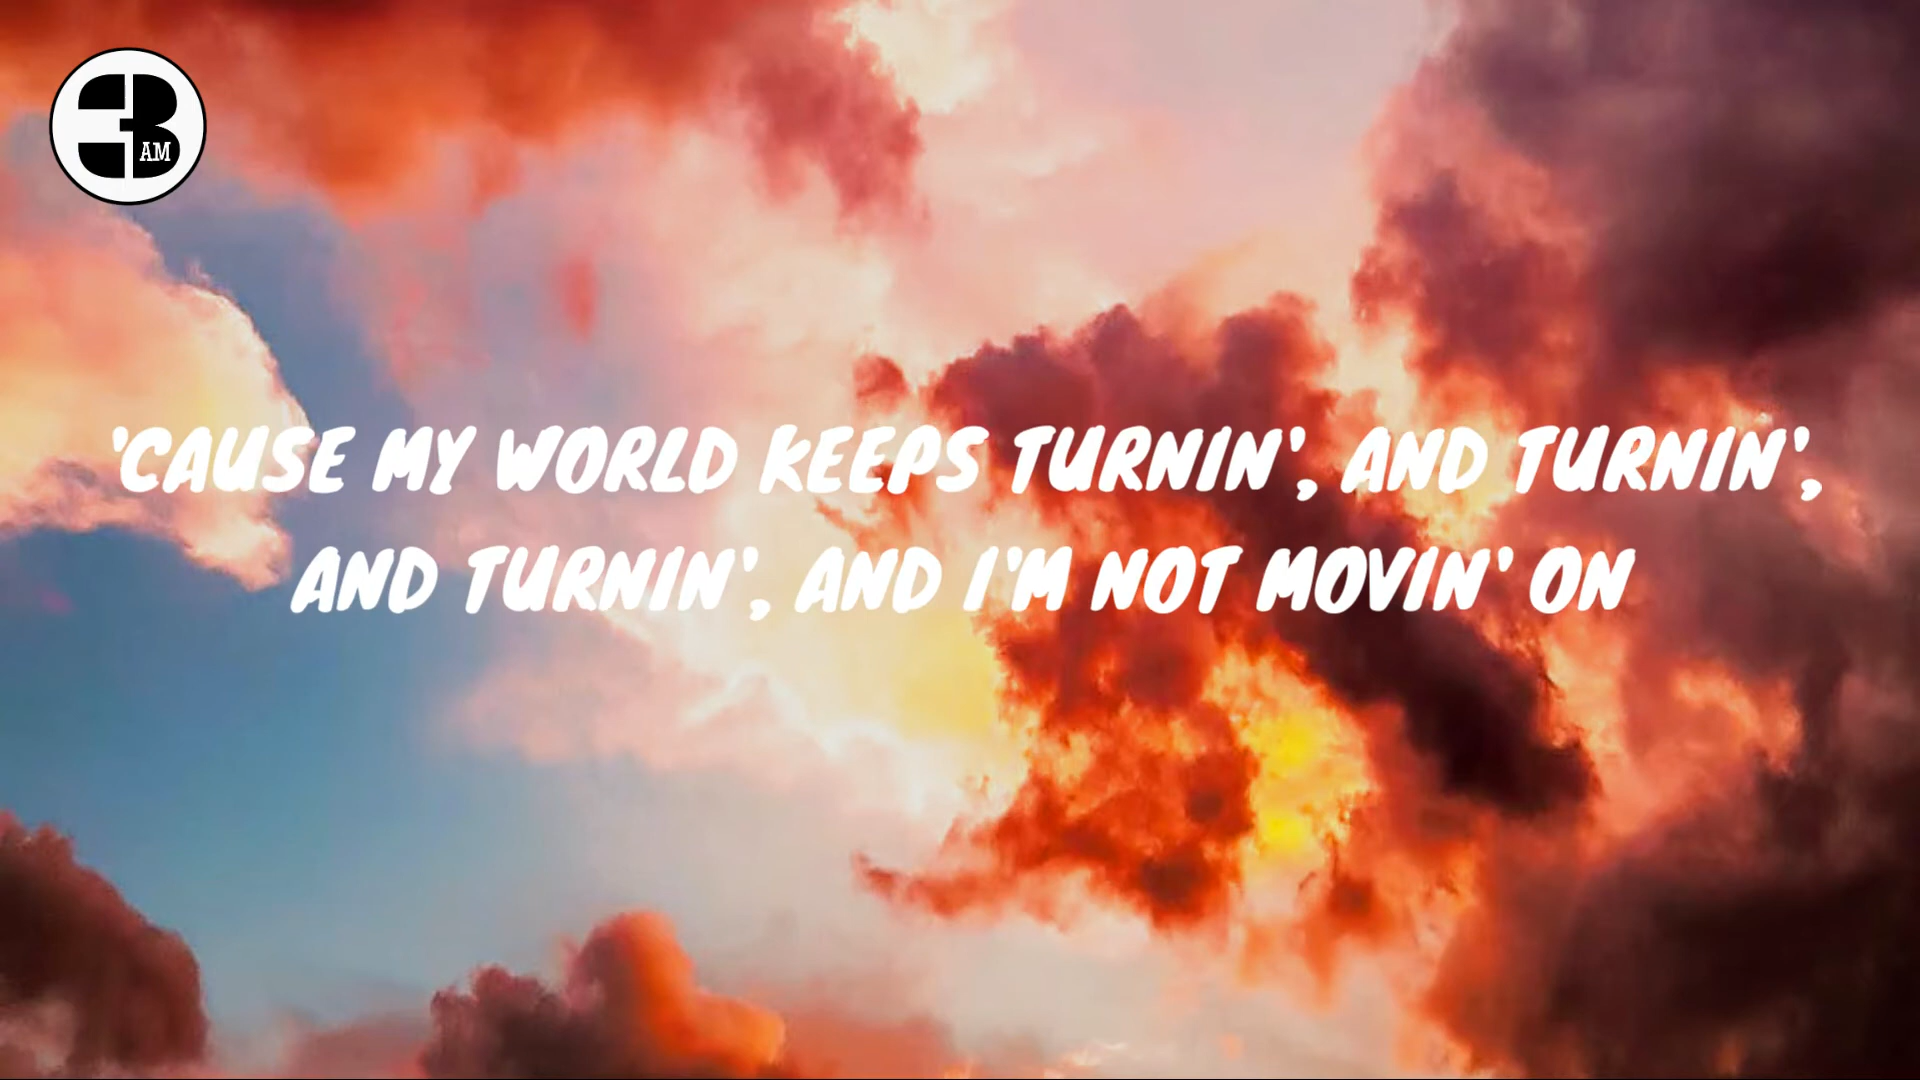 3
AM
'CAUSE MY WORLD KEEPS TURNIN', AND TURNIN',
AND TURNIN', AND I'M NOT MOVIN' ON